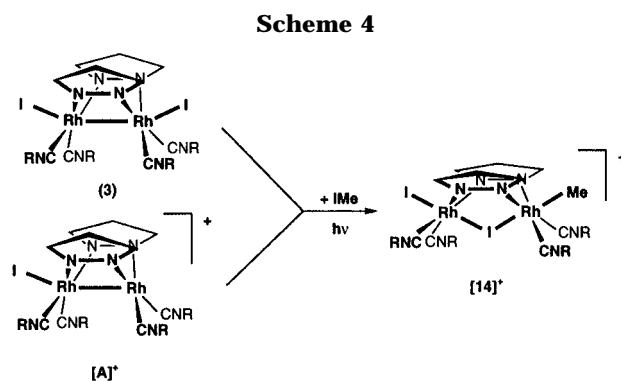 Scheme 4
N N
N N
I Rh Rh I
RNC CNR CNR
CNR
(3)
+ IMe
hν
N N
N N
I Rh Rh
RNC CNR CNR
CNR
+
[A]⁺
N N
N N
I Me
Rh Rh
RNC CNR I CNR
CNR
+
[14]⁺